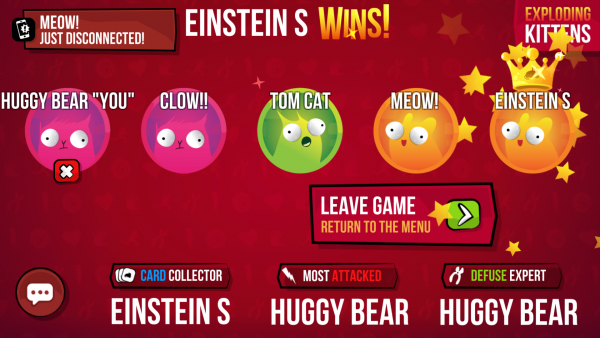 MEOW!
JUST DISCONNECTED!
EINSTEIN S WINS!
EXPLODING
KITTENS
HUGGY BEAR "YOU"
CLOW!!
TOM CAT
MEOW!
EINSTEIN S
LEAVE GAME
RETURN TO THE MENU
CARD COLLECTOR
EINSTEIN S
MOST ATTACKED
HUGGY BEAR
DEFUSE EXPERT
HUGGY BEAR